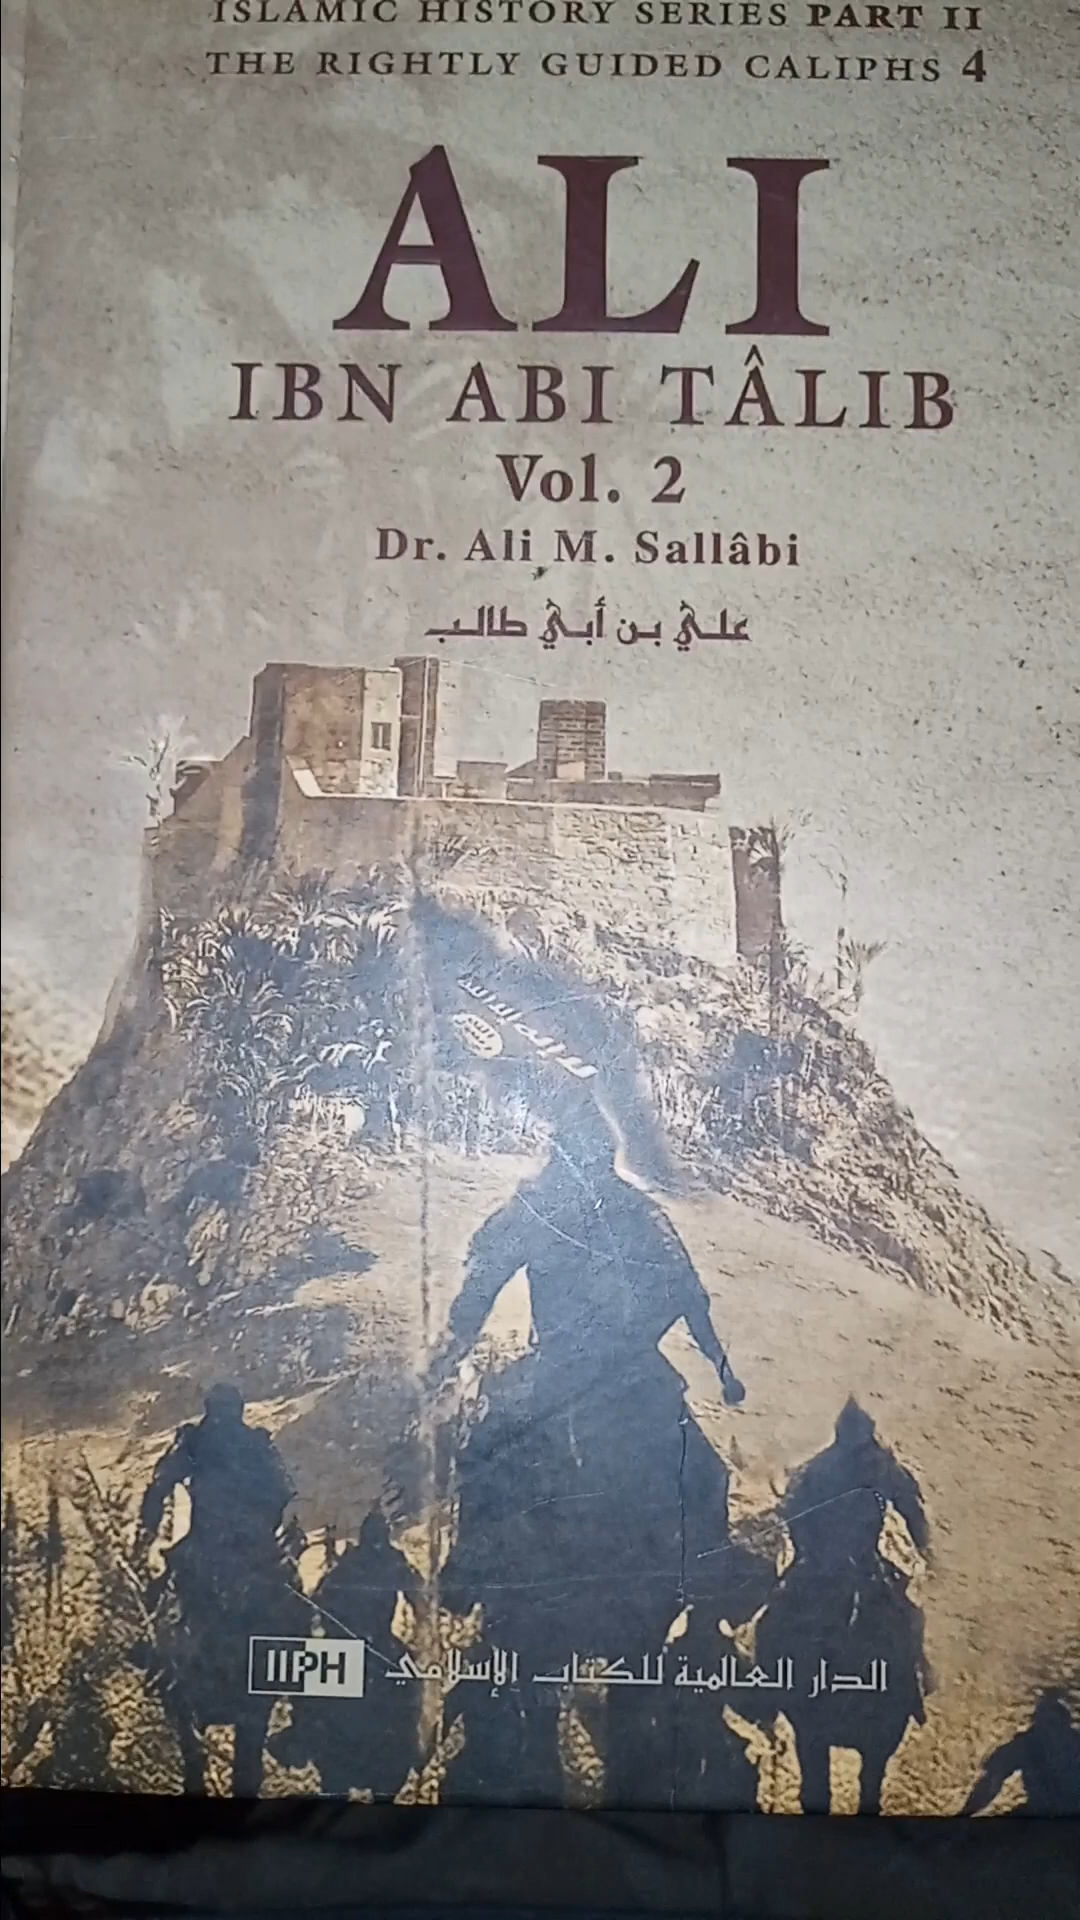 ISLAMIC HISTORY SERIES PART II
THE RIGHTLY GUIDED CALIPHS 4
ALI
IBN ABI TÂLIB
Vol. 2
Dr. Ali M. Sallâbi
علي بن أبي طالب
IIPH الدار العالمية للكتاب الإسلامي